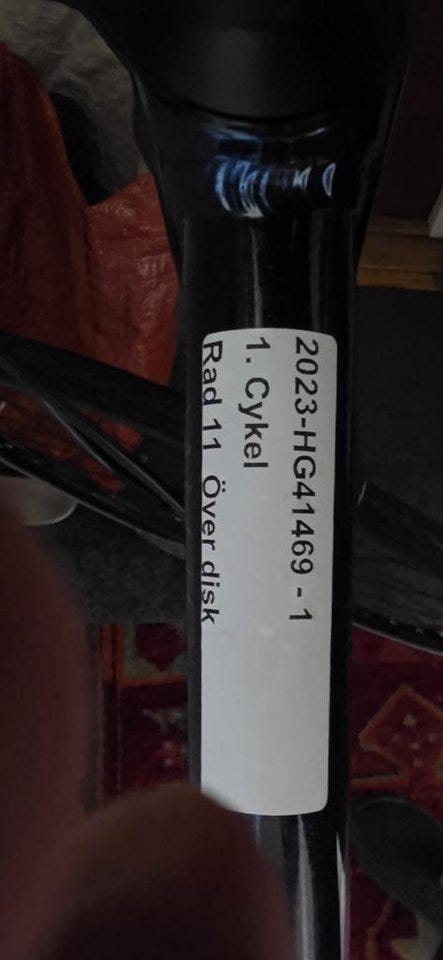 2023-HG41469 - 1
1. Cykel
Rad 11 Över disk